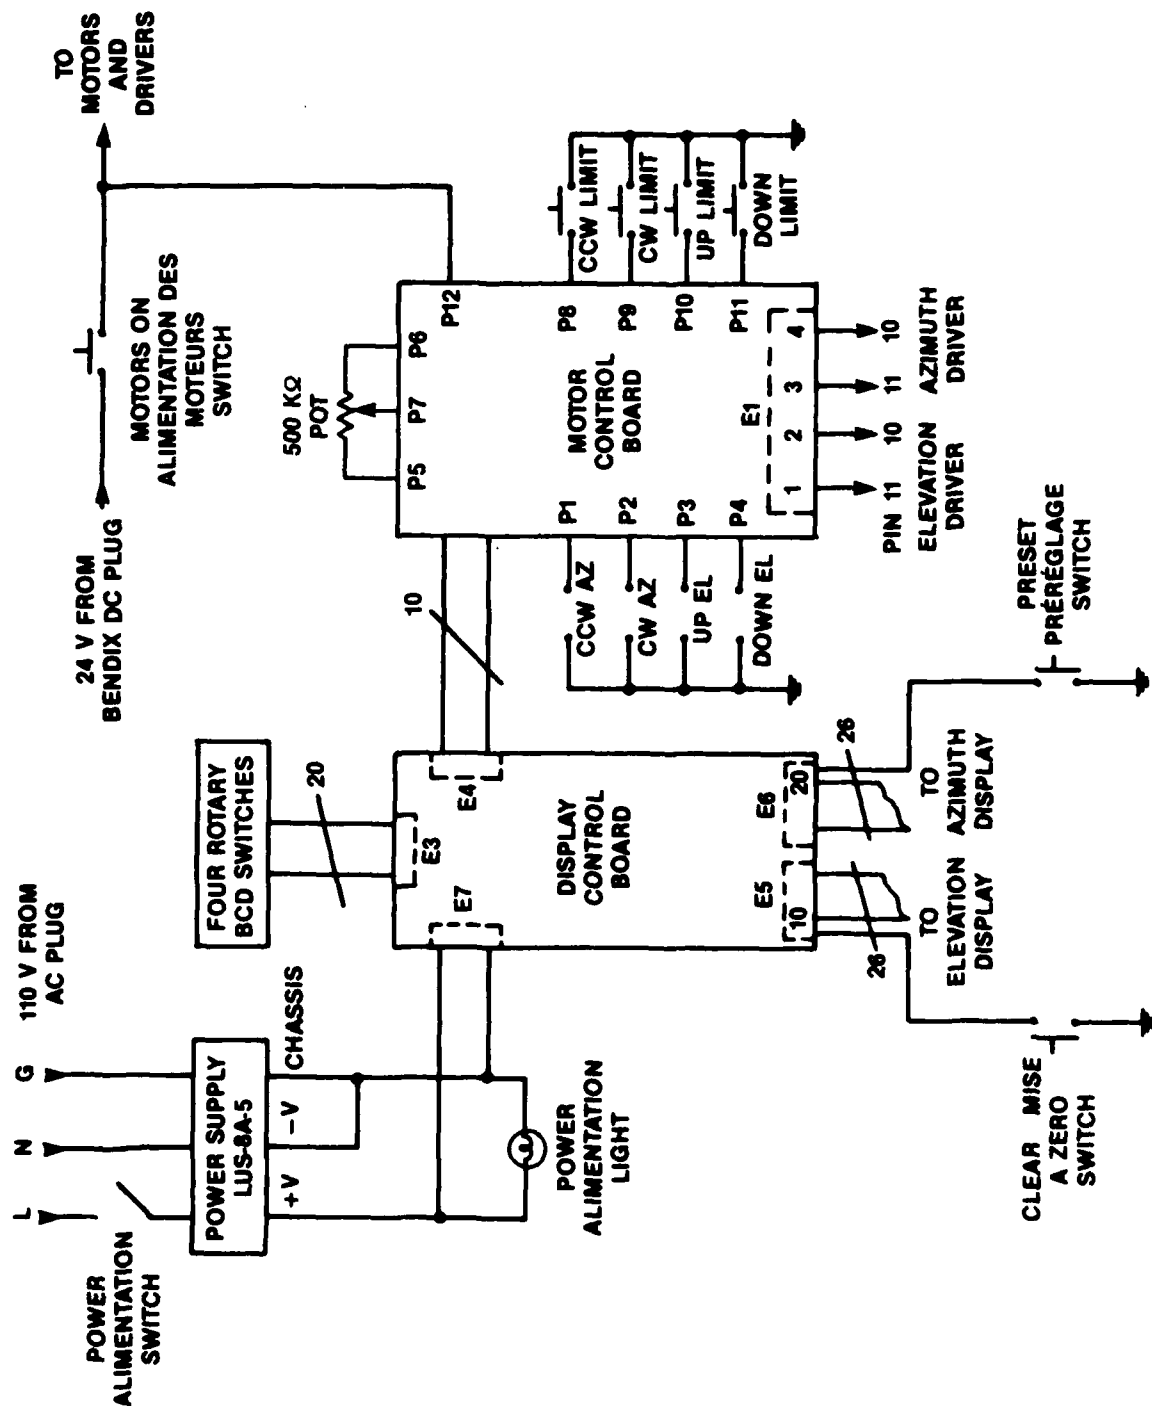 110 V FROM
AC PLUG
L
N
G
POWER
ALIMENTATION
SWITCH
POWER SUPPLY
LUS-8A-5
+V
-V
CHASSIS
POWER
ALIMENTATION
LIGHT
FOUR ROTARY
BCD SWITCHES
20
E7
E3
E4
DISPLAY
CONTROL
BOARD
E5
10
E6
20
26
26
TO
ELEVATION
DISPLAY
TO
AZIMUTH
DISPLAY
CLEAR MISE
A ZERO
SWITCH
PRESET
PRÉRÉGLAGE
SWITCH
24 V FROM
BENDIX DC PLUG
MOTORS ON
ALIMENTATION DES
MOTEURS
SWITCH
TO
MOTORS
AND
DRIVERS
10
500 KΩ
POT
P5
P7
P6
P12
P1
P2
P3
P4
CCW AZ
CW AZ
UP EL
DOWN EL
MOTOR
CONTROL
BOARD
P8
P9
P10
P11
CCW LIMIT
CW LIMIT
UP LIMIT
DOWN
LIMIT
E1
1
2
3
4
PIN 11
10
11
10
ELEVATION
DRIVER
AZIMUTH
DRIVER